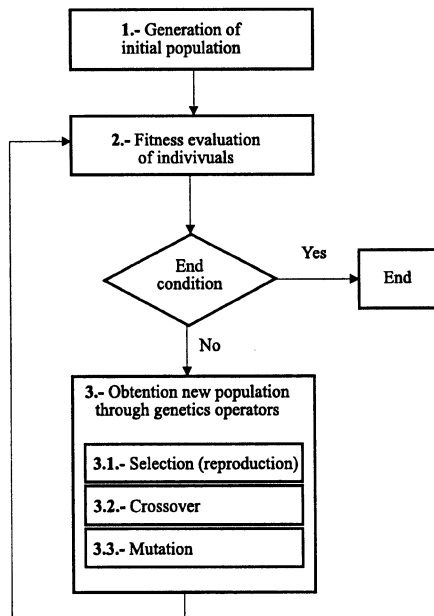 1.- Generation of
initial population
2.- Fitness evaluation
of indivivuals
End
condition
Yes
End
No
3.- Obtention new population
through genetics operators
3.1.- Selection (reproduction)
3.2.- Crossover
3.3.- Mutation